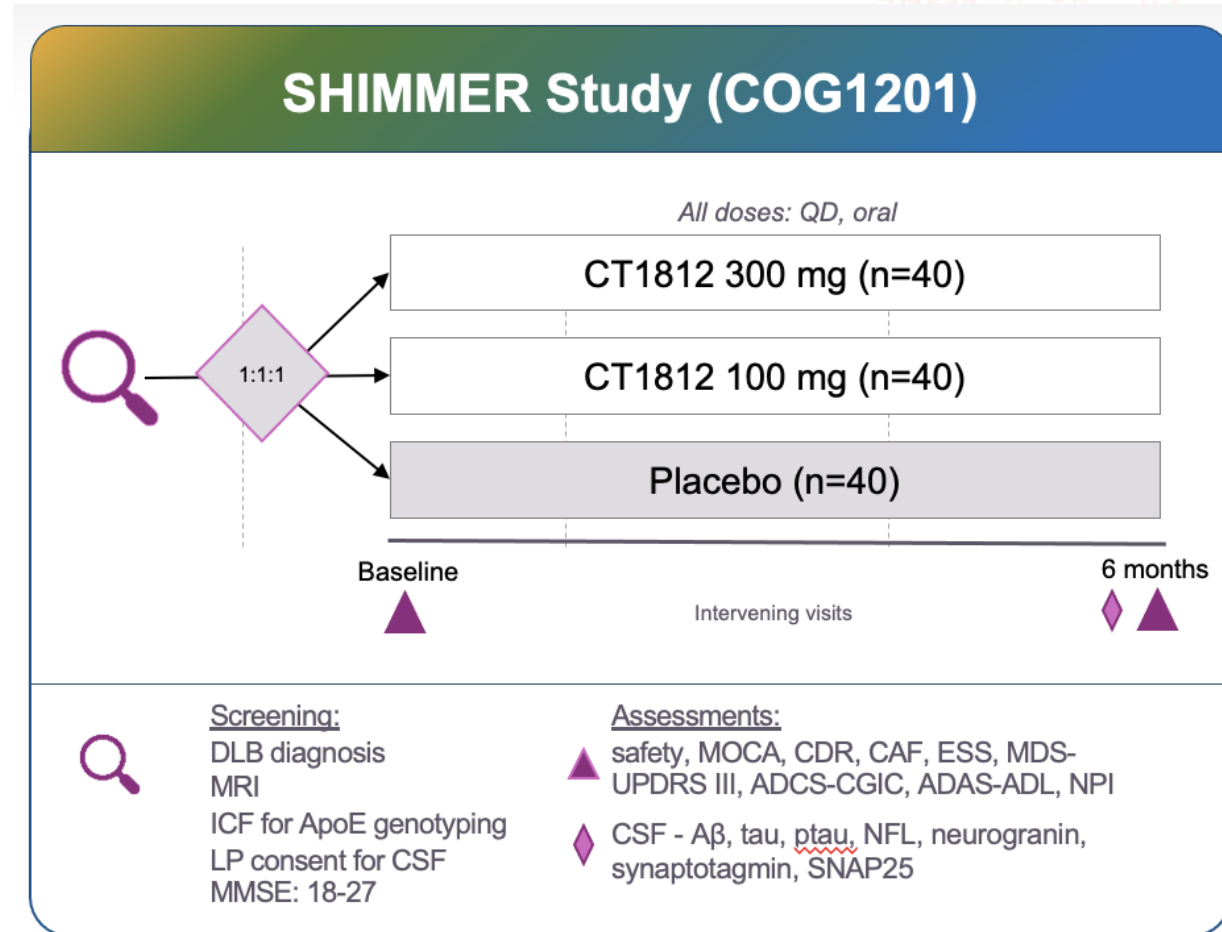 SHIMMER Study (COG1201)
All doses: QD, oral
CT1812 300 mg (n=40)
1:1:1
CT1812 100 mg (n=40)
Placebo (n=40)
Baseline
6 months
Intervening visits
Screening:
DLB diagnosis
MRI
ICF for ApoE genotyping
LP consent for CSF
MMSE: 18-27
Assessments:
safety, MOCA, CDR, CAF, ESS, MDS-
UPDRS III, ADCS-CGIC, ADAS-ADL, NPI
CSF - Aβ, tau, ptau, NFL, neurogranin,
synaptotagmin, SNAP25